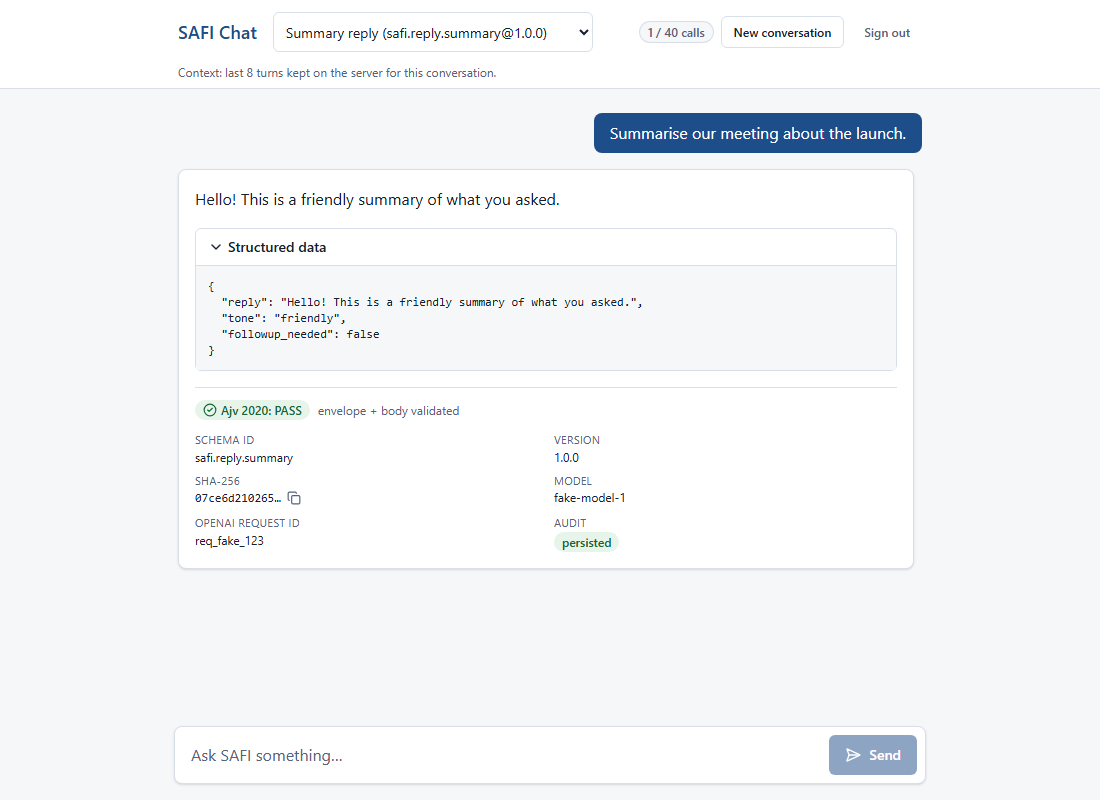 SAFI Chat
Summary reply (safi.reply.summary@1.0.0)
1 / 40 calls
New conversation
Sign out
Context: last 8 turns kept on the server for this conversation.
Summarise our meeting about the launch.
Hello! This is a friendly summary of what you asked.
Structured data
{
  "reply": "Hello! This is a friendly summary of what you asked.",
  "tone": "friendly",
  "followup_needed": false
}
Ajv 2020: PASS envelope + body validated
SCHEMA ID
safi.reply.summary
VERSION
1.0.0
SHA-256
07ce6d210265…
MODEL
fake-model-1
OPENAI REQUEST ID
req_fake_123
AUDIT
persisted
Ask SAFI something...
Send